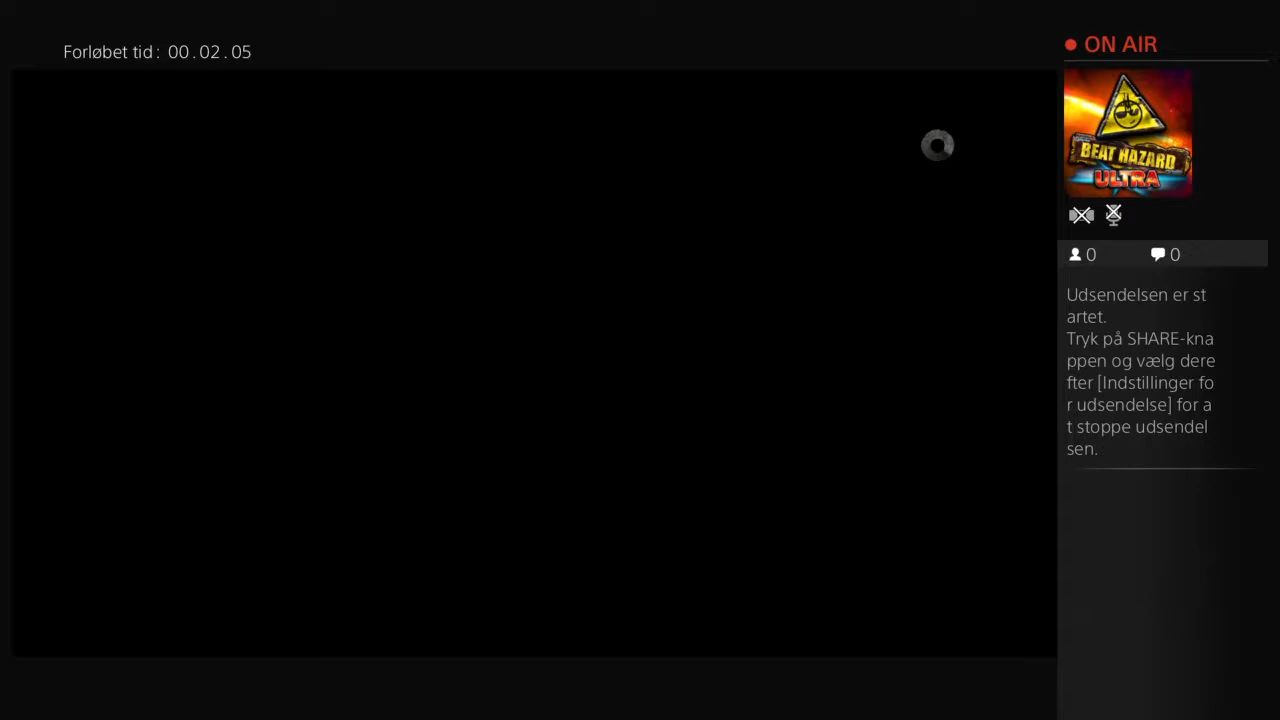 Forløbet tid: 00.02.05
ON AIR
BEAT HAZARD
ULTRA
0
0
Udsendelsen er st
artet.
Tryk på SHARE-kna
ppen og vælg dere
fter [Indstillinger fo
r udsendelse] for a
t stoppe udsendel
sen.